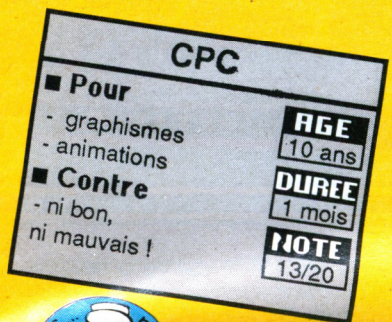 CPC
■ Pour
- graphismes
- animations
■ Contre
- ni bon,
ni mauvais !
AGE
10 ans
DUREE
1 mois
NOTE
13/20